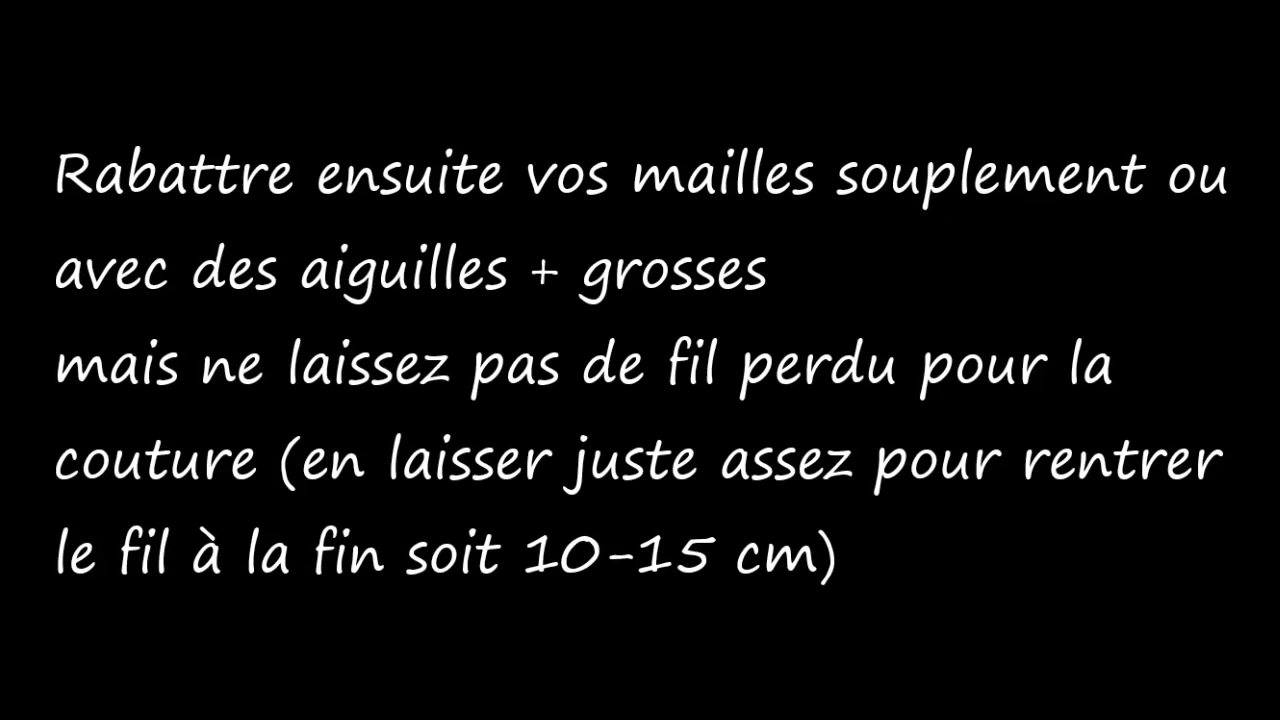 Rabattre ensuite vos mailles souplement ou
avec des aiguilles + grosses
mais ne laissez pas de fil perdu pour la
couture (en laisser juste assez pour rentrer
le fil à la fin soit 10-15 cm)